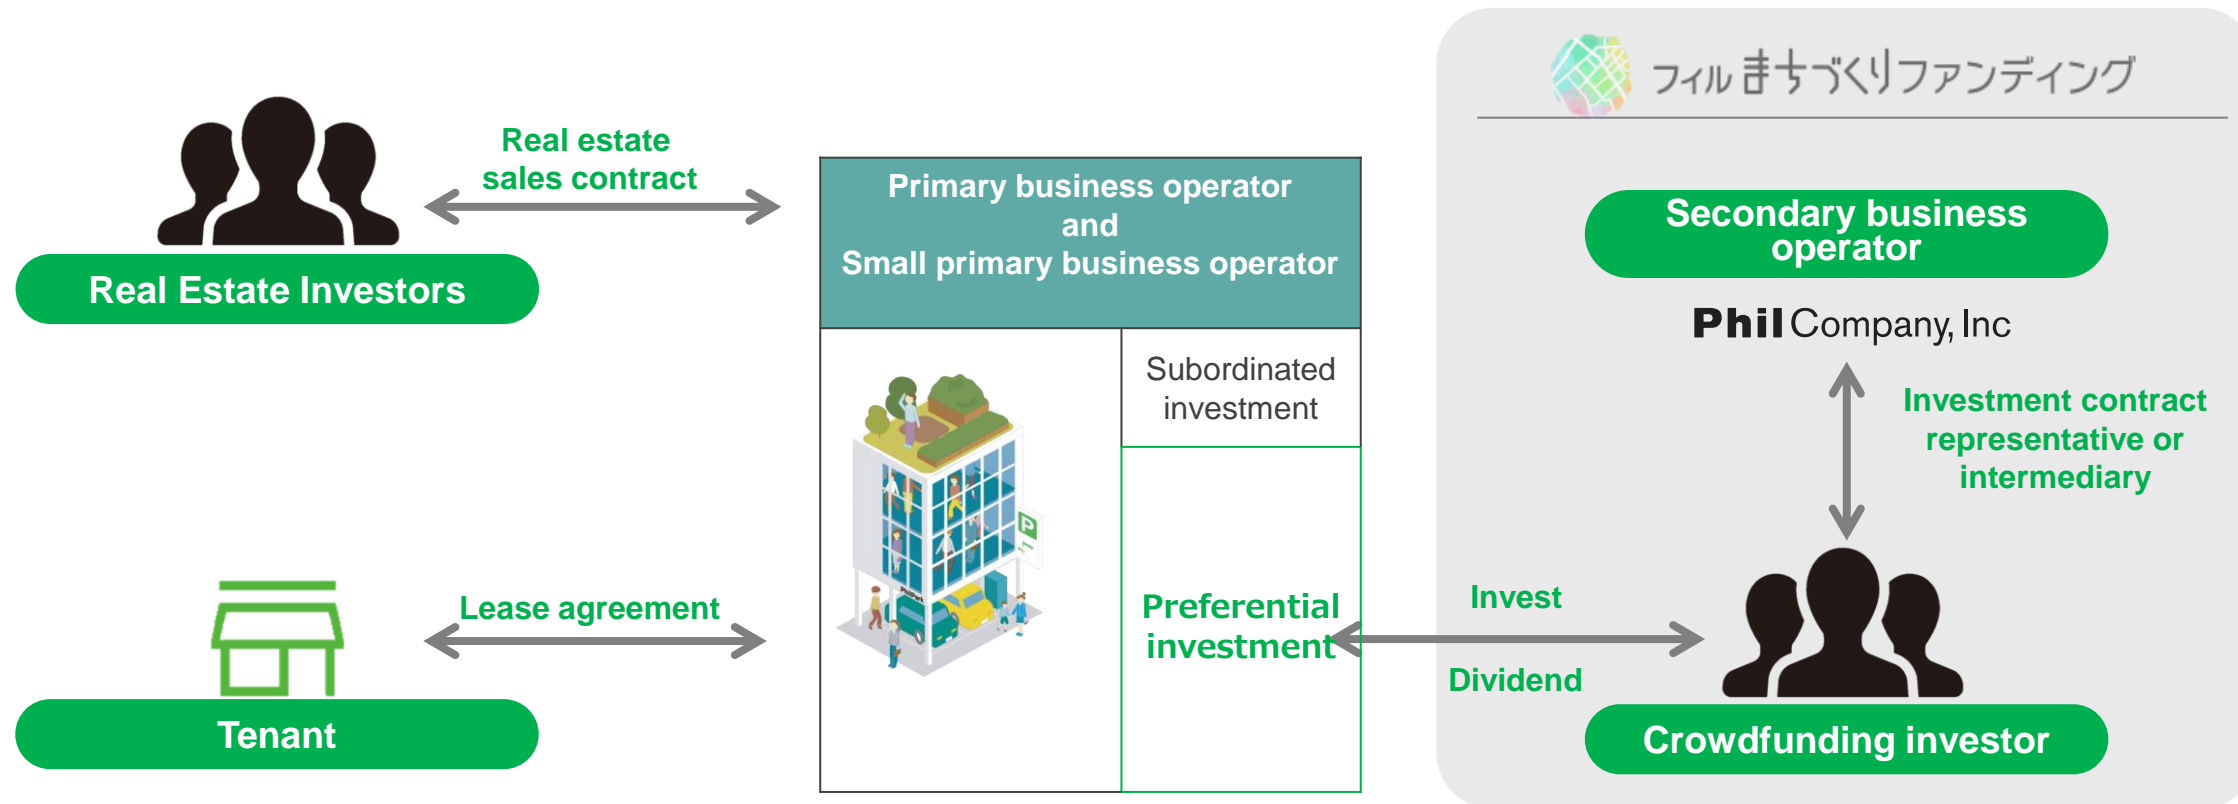 フィルまちづくりファンディング
Real estate
sales contract
Real Estate Investors
Primary business operator
and
Small primary business operator
Subordinated
investment
Preferential
investment
P
PhilPark
Lease agreement
Tenant
Secondary business
operator
Phil Company, Inc
Investment contract
representative or
intermediary
Invest
Dividend
Crowdfunding investor